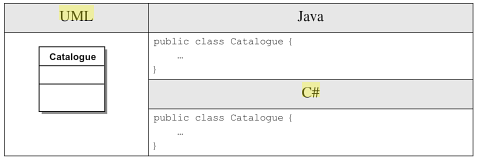 UML
Java
Catalogue
public class Catalogue {
…
}
C#
public class Catalogue {
…
}